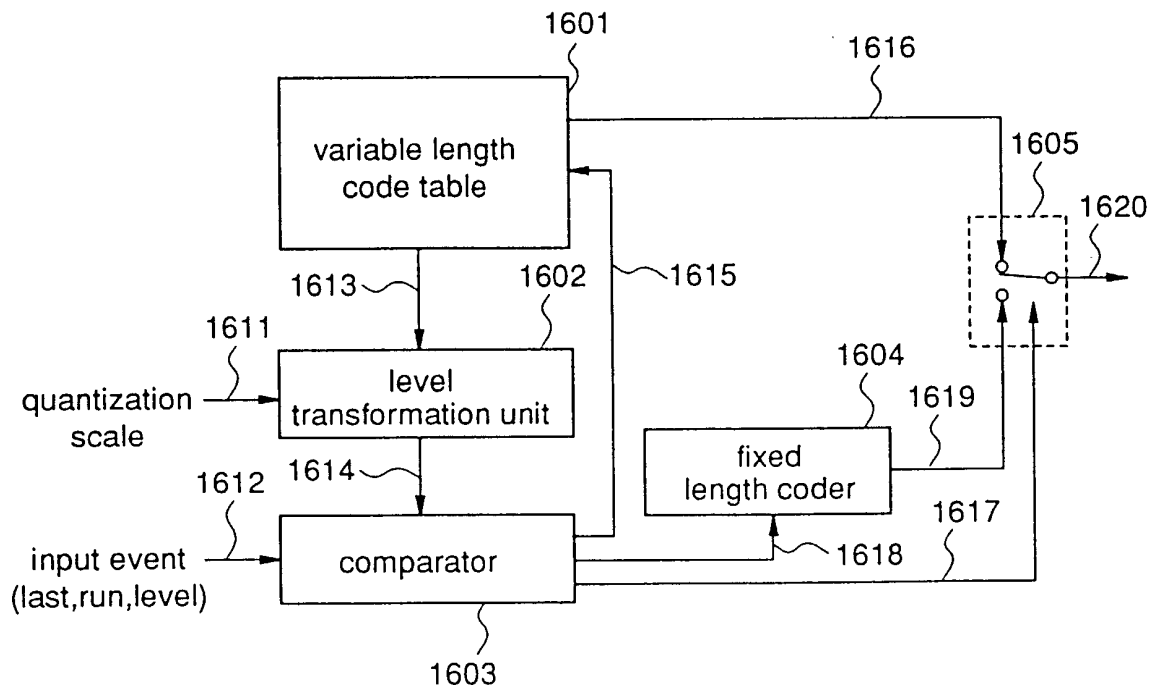 1601
1616
variable length
code table
1605
1620
1613
1602
1615
1611
level
transformation unit
quantization
scale
1604
1619
1614
fixed
length coder
1612
1617
input event
(last,run,level)
comparator
1618
1603